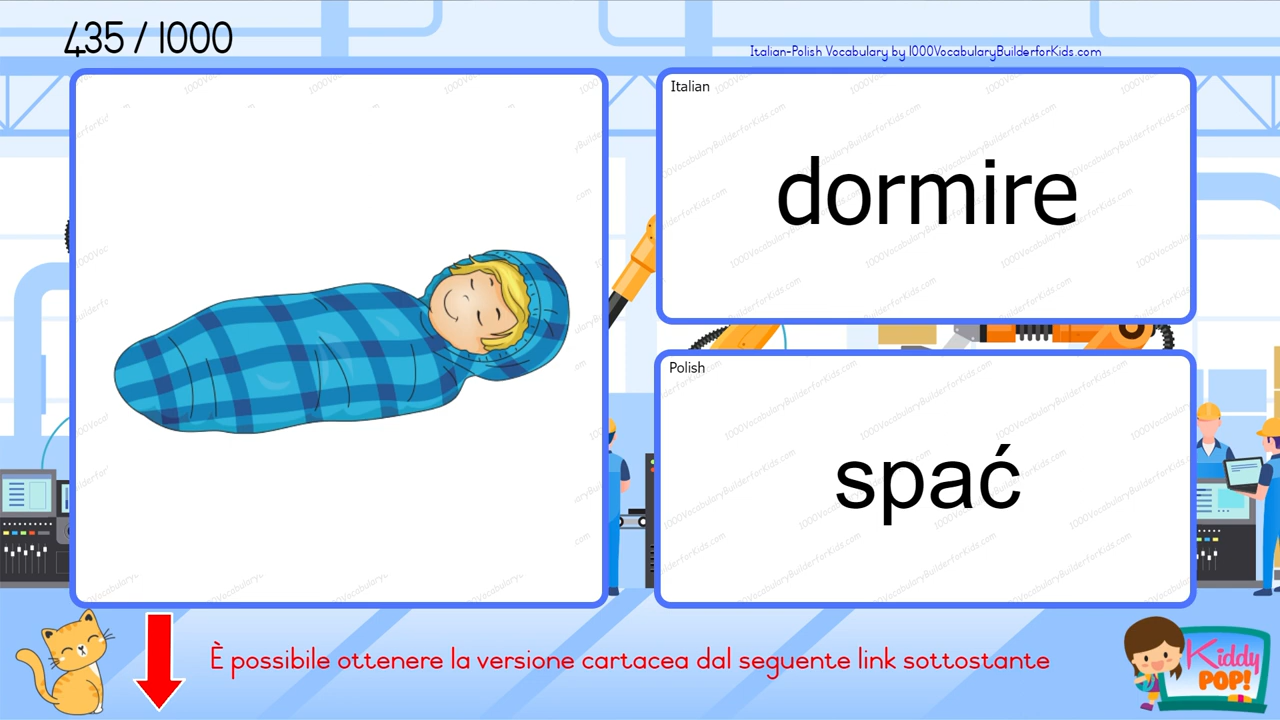 435 / 1000
Italian-Polish Vocabulary by 1000VocabularyBuilderforKids.com
Italian
dormire
Polish
spać
È possibile ottenere la versione cartacea dal seguente link sottostante
Kiddy
POP!